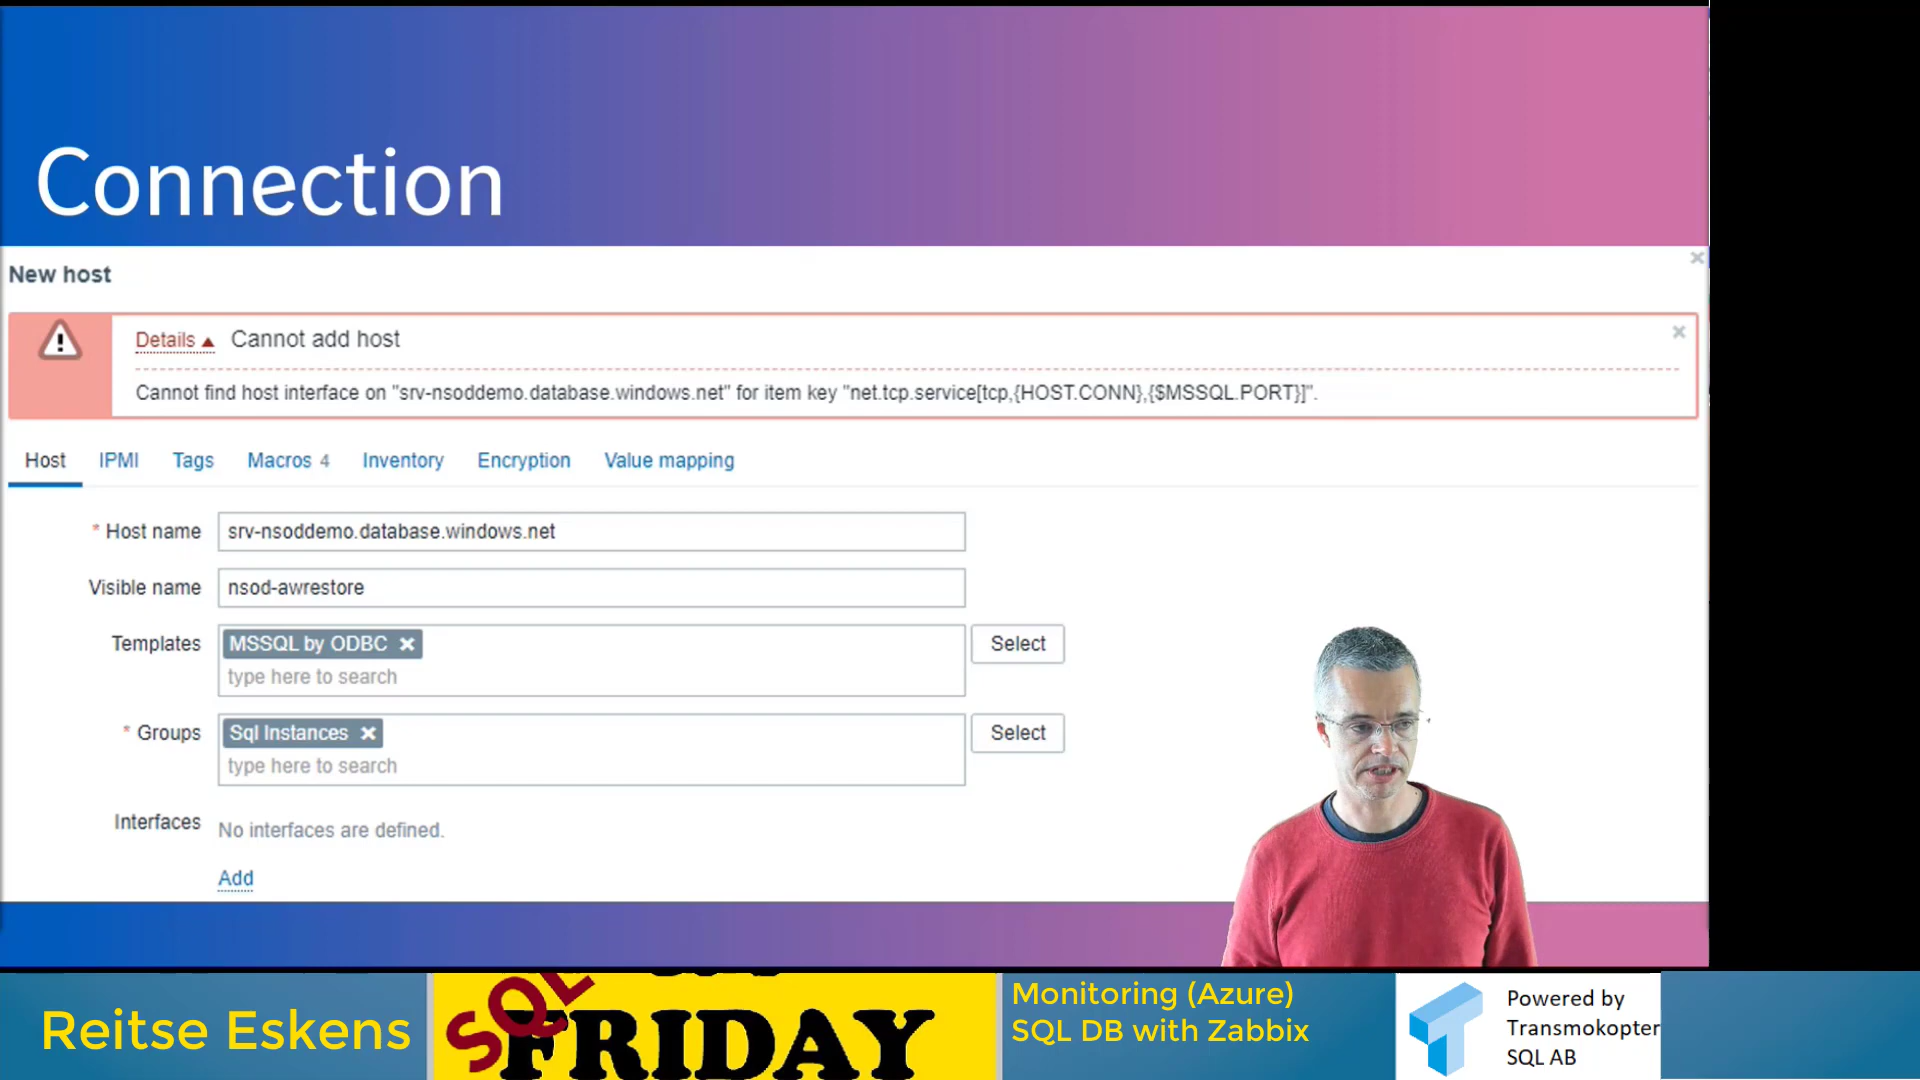 Connection
New host
Details ▲ Cannot add host
Cannot find host interface on "srv-nsoddemo.database.windows.net" for item key "net.tcp.service[tcp,{HOST.CONN},{$MSSQL.PORT}]".
Host IPMI Tags Macros 4 Inventory Encryption Value mapping
* Host name srv-nsoddemo.database.windows.net
Visible name nsod-awrestore
Templates MSSQL by ODBC ×  Select
type here to search
* Groups Sql Instances × Select
type here to search
Interfaces No interfaces are defined.
Add
Reitse Eskens
SQL
FRIDAY
Monitoring (Azure)
SQL DB with Zabbix
Powered by
Transmokopter
SQL AB